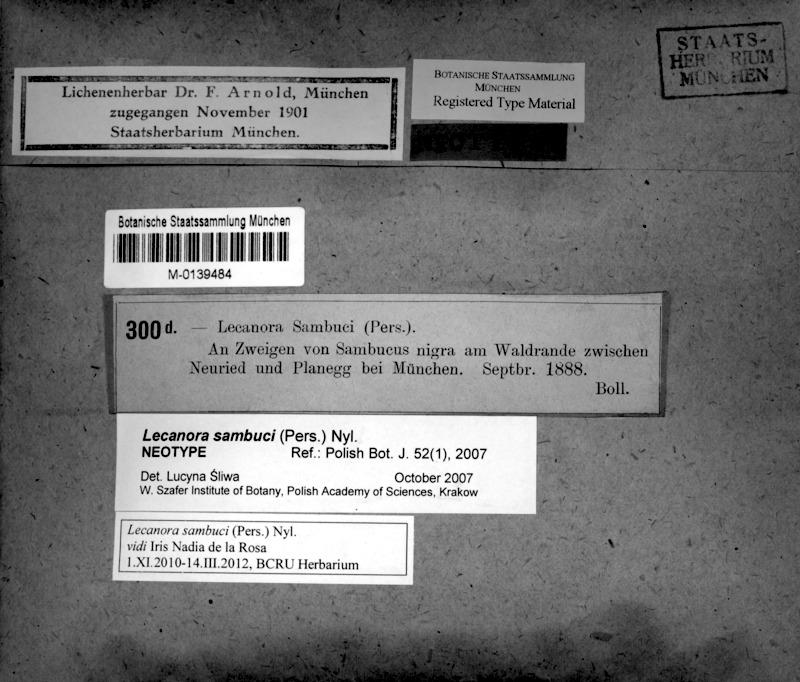 STAATS-
HERBARIUM
MÜNCHEN
Lichenenherbar Dr. F. Arnold, München
zugegangen November 1901
Staatsherbarium München.
BOTANISCHE STAATSSAMMLUNG
MÜNCHEN
Registered Type Material
Botanische Staatssammlung München
M-0139484
300 d. — Lecanora Sambuci (Pers.).
An Zweigen von Sambucus nigra am Waldrande zwischen
Neuried und Planegg bei München. Septbr. 1888.
Boll.
Lecanora sambuci (Pers.) Nyl.
NEOTYPE Ref.: Polish Bot. J. 52(1), 2007
Det. Lucyna Śliwa October 2007
W. Szafer Institute of Botany, Polish Academy of Sciences, Krakow
Lecanora sambuci (Pers.) Nyl.
vidi Iris Nadia de la Rosa
1.XI.2010-14.III.2012, BCRU Herbarium